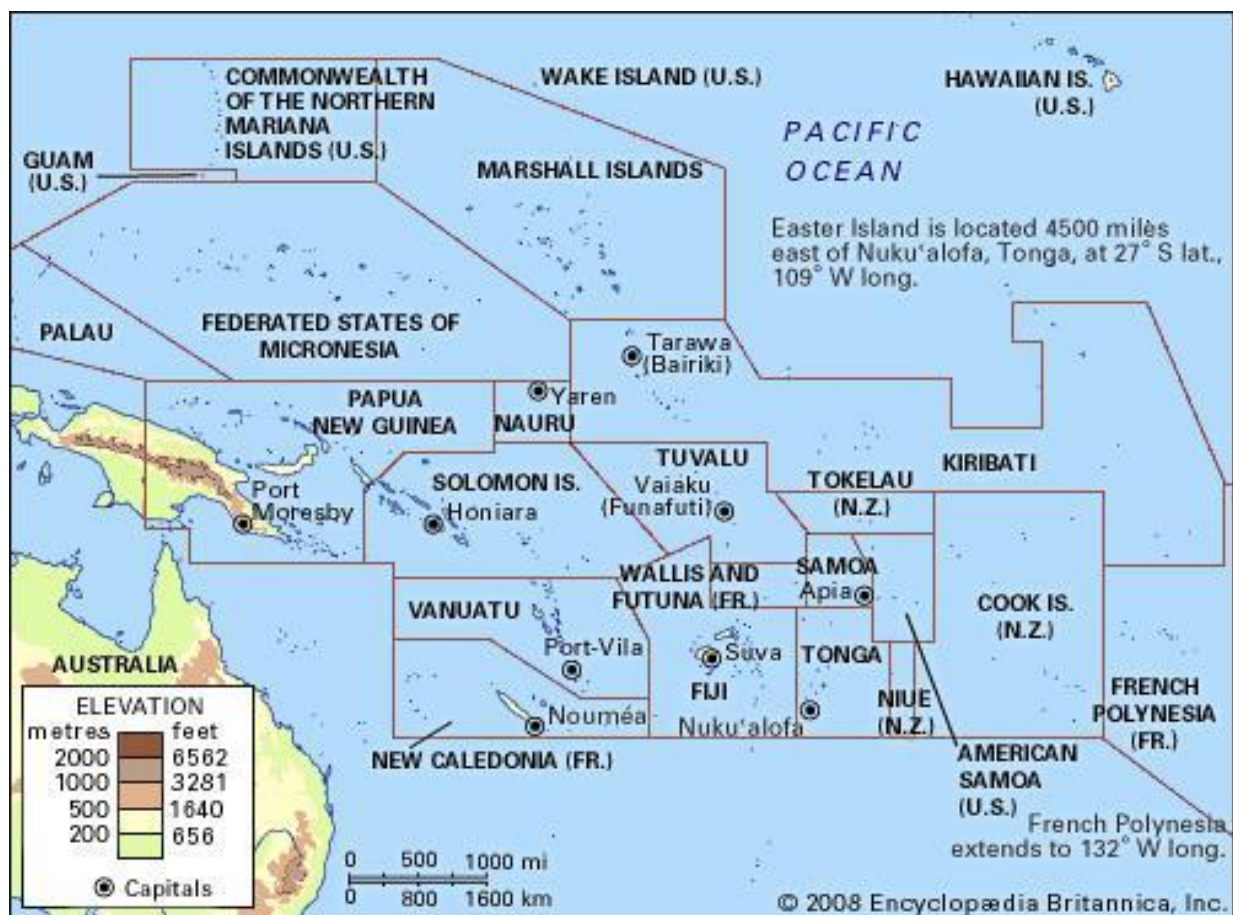 COMMONWEALTH
OF THE NORTHERN
MARIANA
ISLANDS (U.S.)
WAKE ISLAND (U.S.)
HAWAIIAN IS.
(U.S.)
PACIFIC
OCEAN
GUAM
(U.S.)
MARSHALL ISLANDS
Easter Island is located 4500 miles
east of Nuku'alofa, Tonga, at 27° S lat.,
109° W long.
PALAU
FEDERATED STATES OF
MICRONESIA
Tarawa
(Bairiki)
PAPUA
NEW GUINEA
Yaren
NAURU
KIRIBATI
TUVALU
Vaiaku
(Funafuti)
TOKELAU
(N.Z.)
SOLOMON IS.
Honiara
Port
Moresby
WALLIS AND
FUTUNA (FR.)
SAMOA
Apia
COOK IS.
(N.Z.)
VANUATU
Port-Vila
Suva
FIJI
TONGA
Nuku'alofa
NIUE
(N.Z.)
FRENCH
POLYNESIA
(FR.)
AUSTRALIA
Nouméa
NEW CALEDONIA (FR.)
AMERICAN
SAMOA
(U.S.)
French Polynesia
extends to 132° W long.
ELEVATION
metres feet
2000 6562
1000 3281
500 1640
200 656
Capitals
0 500 1000 mi
0 800 1600 km
© 2008 Encyclopædia Britannica, Inc.